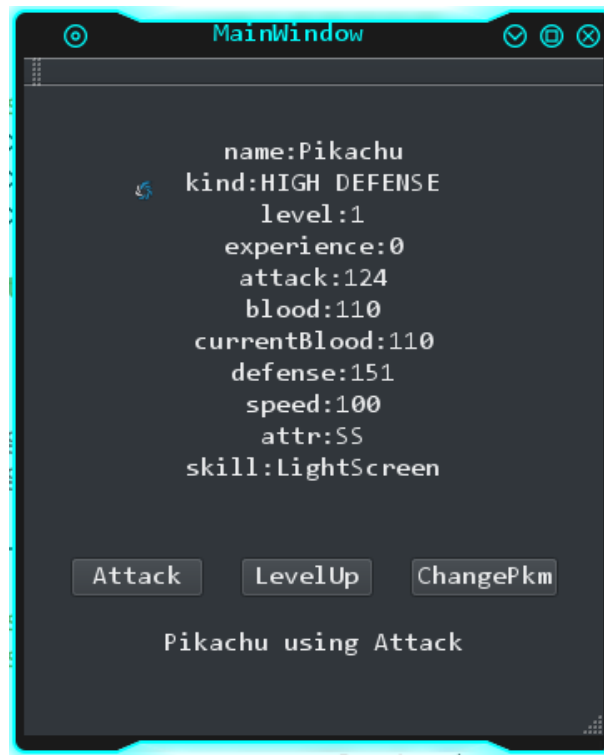 MainWindow
name:Pikachu
kind:HIGH DEFENSE
level:1
experience:0
attack:124
blood:110
currentBlood:110
defense:151
speed:100
attr:SS
skill:LightScreen
Attack LevelUp ChangePkm
Pikachu using Attack